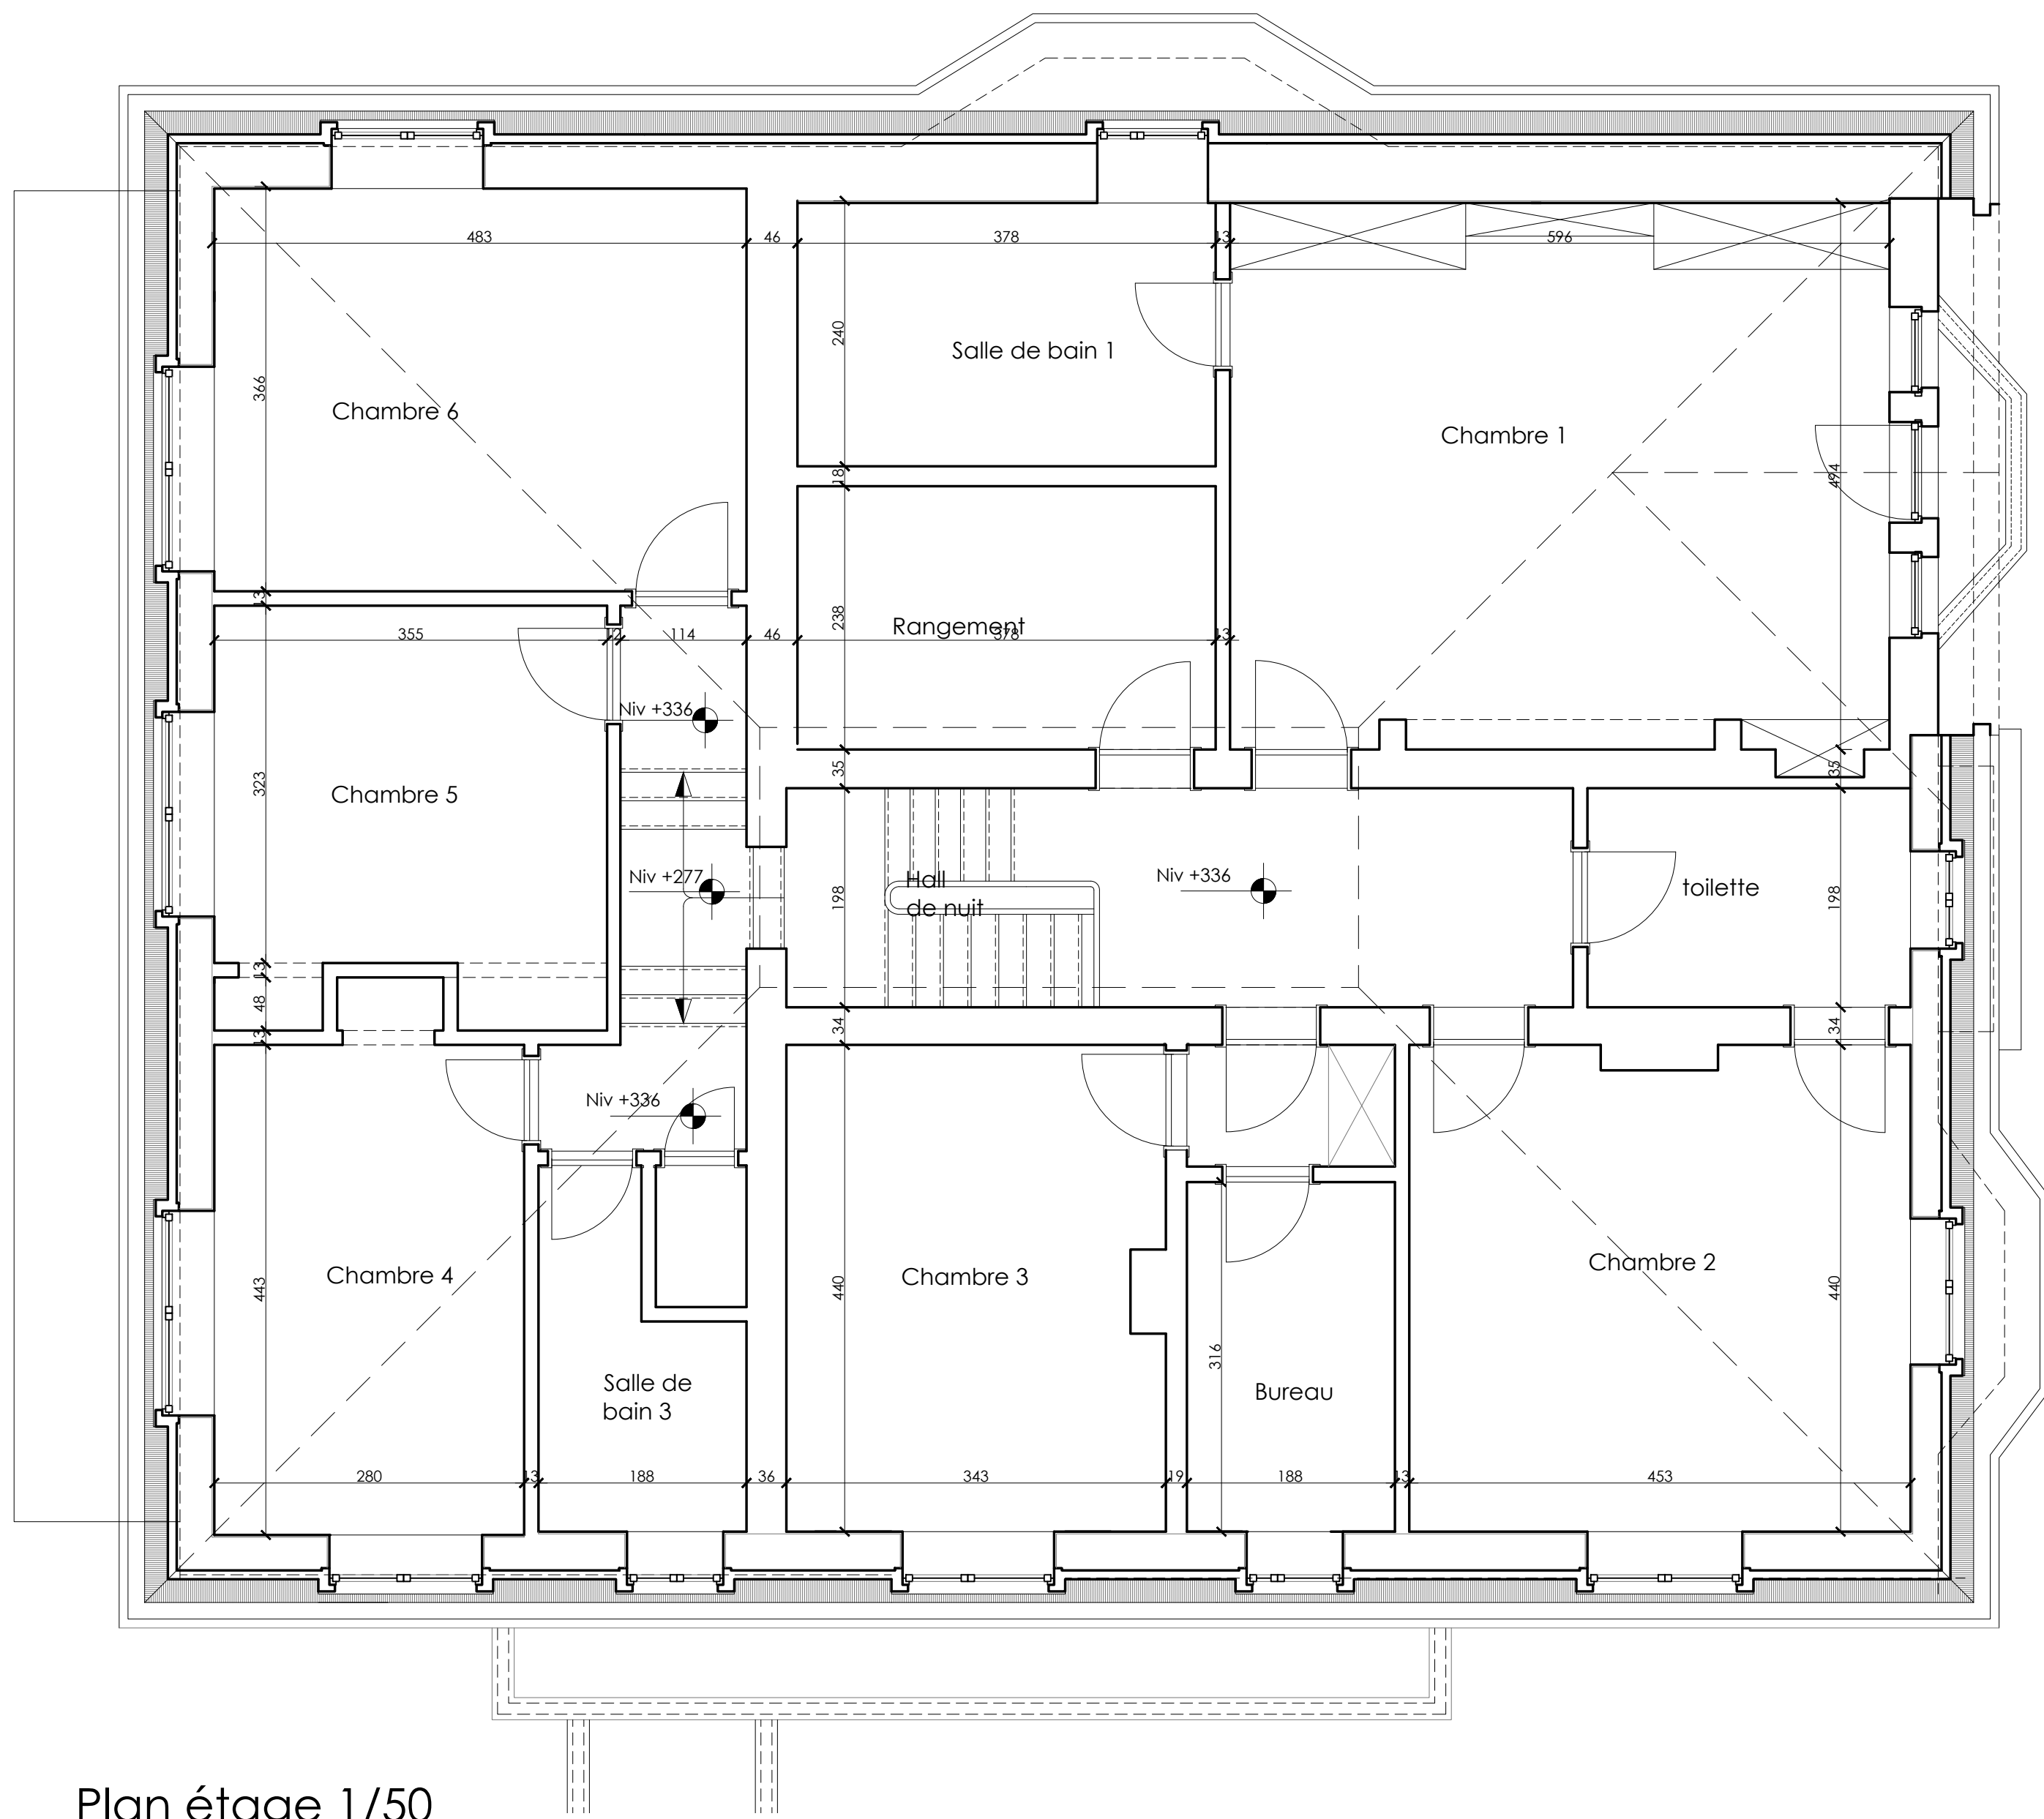 483
46
378
13
596
240
366
Salle de bain 1
Chambre 6
Chambre 1
18
494
13
355
12
114
46
378
13
238
Rangement
Niv +336
35
35
323
Chambre 5
Niv +277
Hall
de nuit
198
Niv +336
toilette
198
13
48
13
34
34
Niv +336
Chambre 4
443
Chambre 3
440
Chambre 2
440
316
Salle de
bain 3
Bureau
280
13
188
36
343
19
188
13
453
Plan étage 1/50